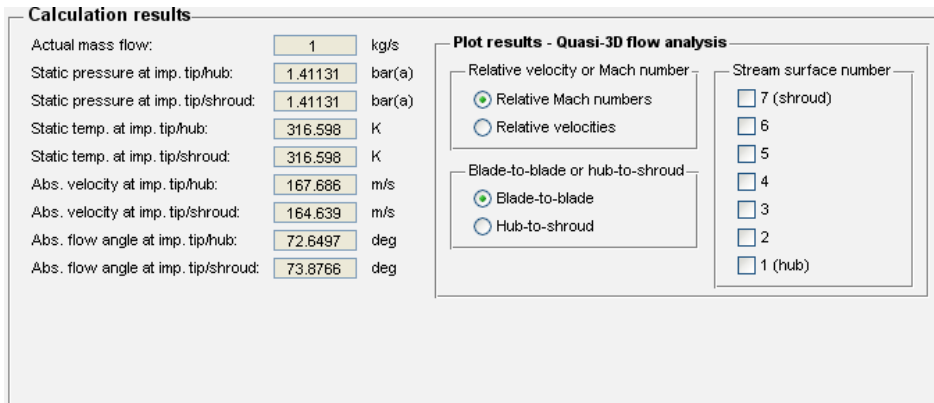 Calculation results
Actual mass flow: 1 kg/s
Static pressure at imp. tip/hub: 1.41131 bar(a)
Static pressure at imp. tip/shroud: 1.41131 bar(a)
Static temp. at imp. tip/hub: 316.598 K
Static temp. at imp. tip/shroud: 316.598 K
Abs. velocity at imp. tip/hub: 167.686 m/s
Abs. velocity at imp. tip/shroud: 164.639 m/s
Abs. flow angle at imp. tip/hub: 72.6497 deg
Abs. flow angle at imp. tip/shroud: 73.8766 deg
Plot results - Quasi-3D flow analysis
Relative velocity or Mach number
Relative Mach numbers
Relative velocities
Blade-to-blade or hub-to-shroud
Blade-to-blade
Hub-to-shroud
Stream surface number
7 (shroud)
6
5
4
3
2
1 (hub)